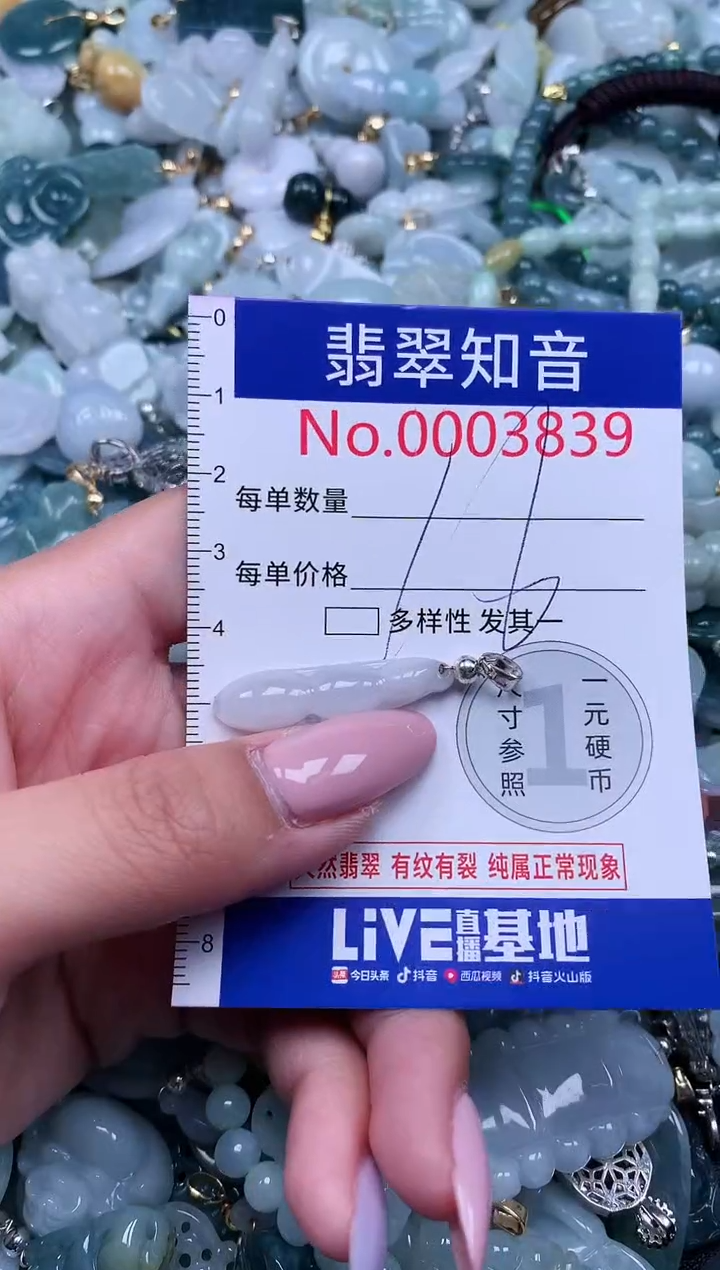 0
翡翠知音
1
No.0003839
2
每单数量
3
每单价格
4
多样性 发其一
寸参照
1
一元硬币
然翡翠 有纹有裂 纯属正常现象
8
LiVE直播基地
头条 今日头条 抖音 西瓜视频 抖音火山版